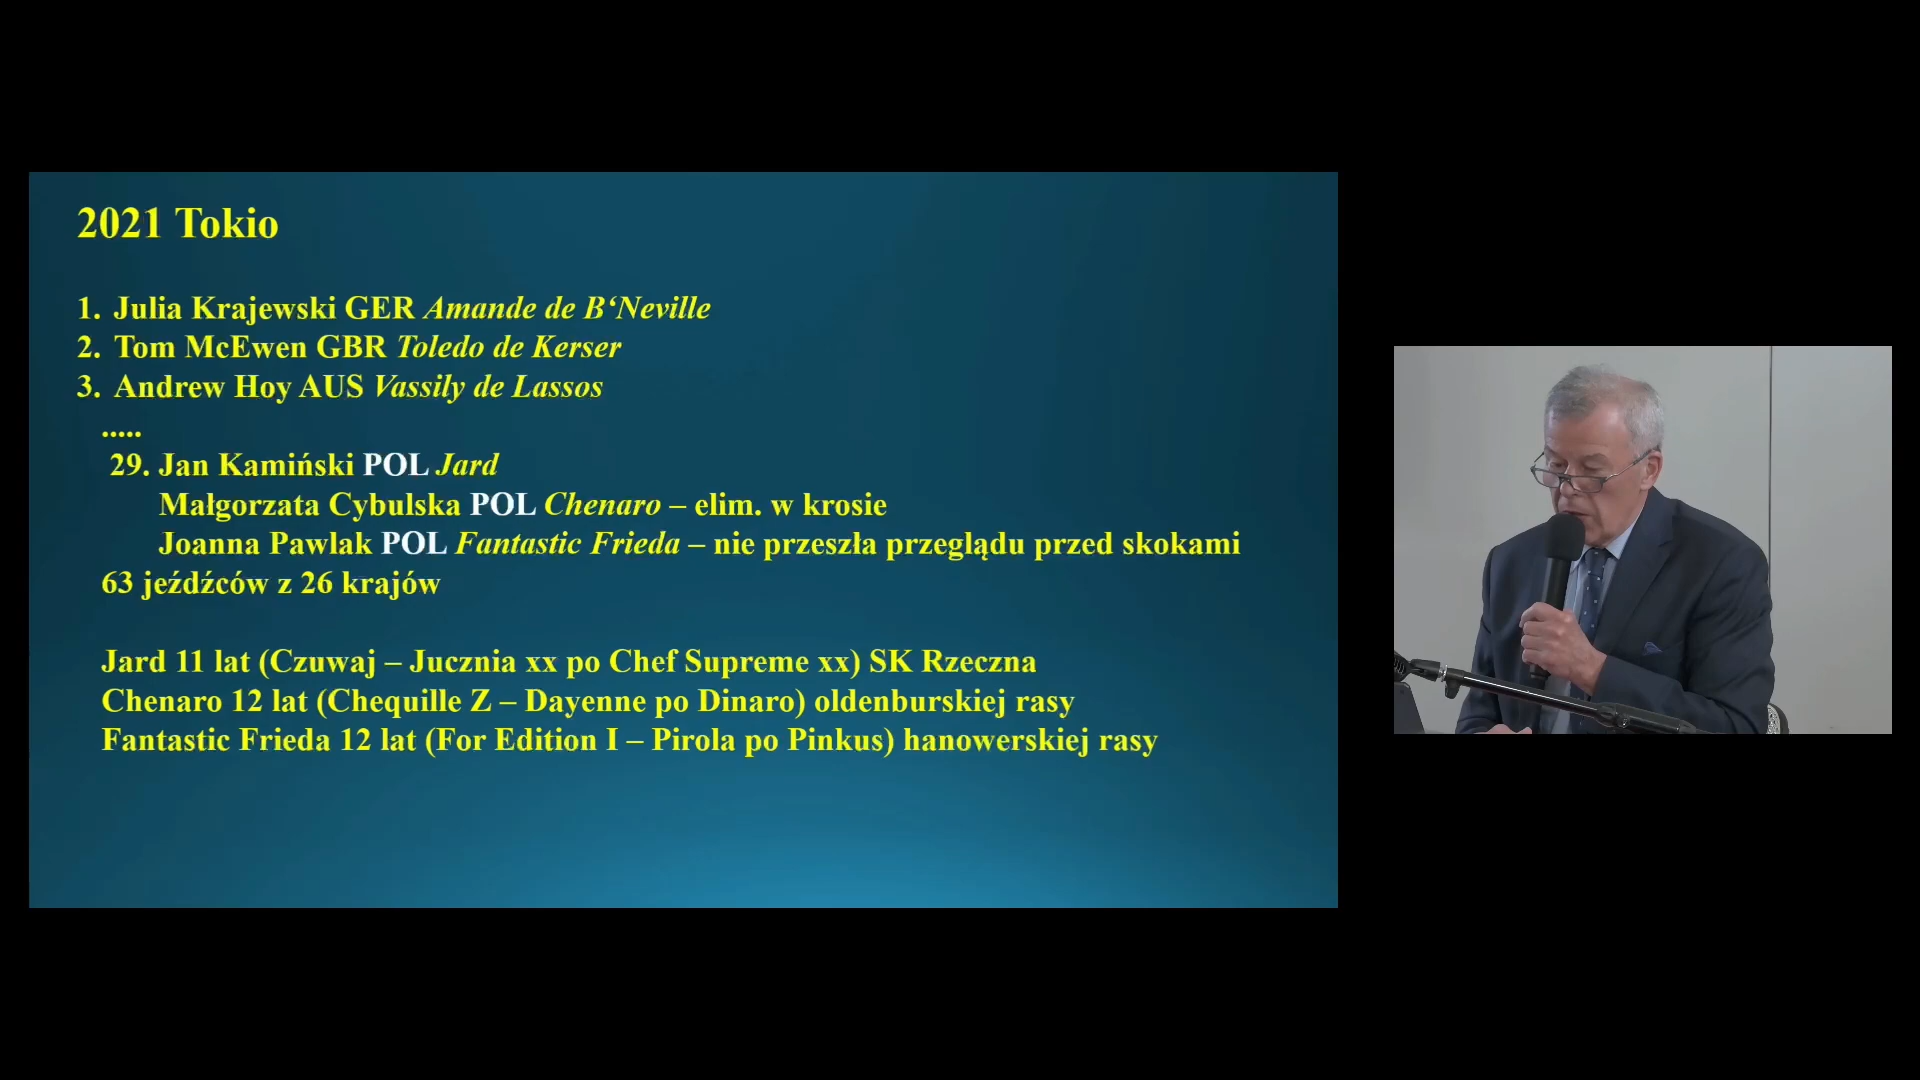 2021 Tokio
1. Julia Krajewski GER Amande de B‘Neville
2. Tom McEwen GBR Toledo de Kerser
3. Andrew Hoy AUS Vassily de Lassos
.....
29. Jan Kamiński POL Jard
Małgorzata Cybulska POL Chenaro – elim. w krosie
Joanna Pawlak POL Fantastic Frieda – nie przeszła przeglądu przed skokami
63 jeźdźców z 26 krajów
Jard 11 lat (Czuwaj – Jucznia xx po Chef Supreme xx) SK Rzeczna
Chenaro 12 lat (Chequille Z – Dayenne po Dinaro) oldenburskiej rasy
Fantastic Frieda 12 lat (For Edition I – Pirola po Pinkus) hanowerskiej rasy